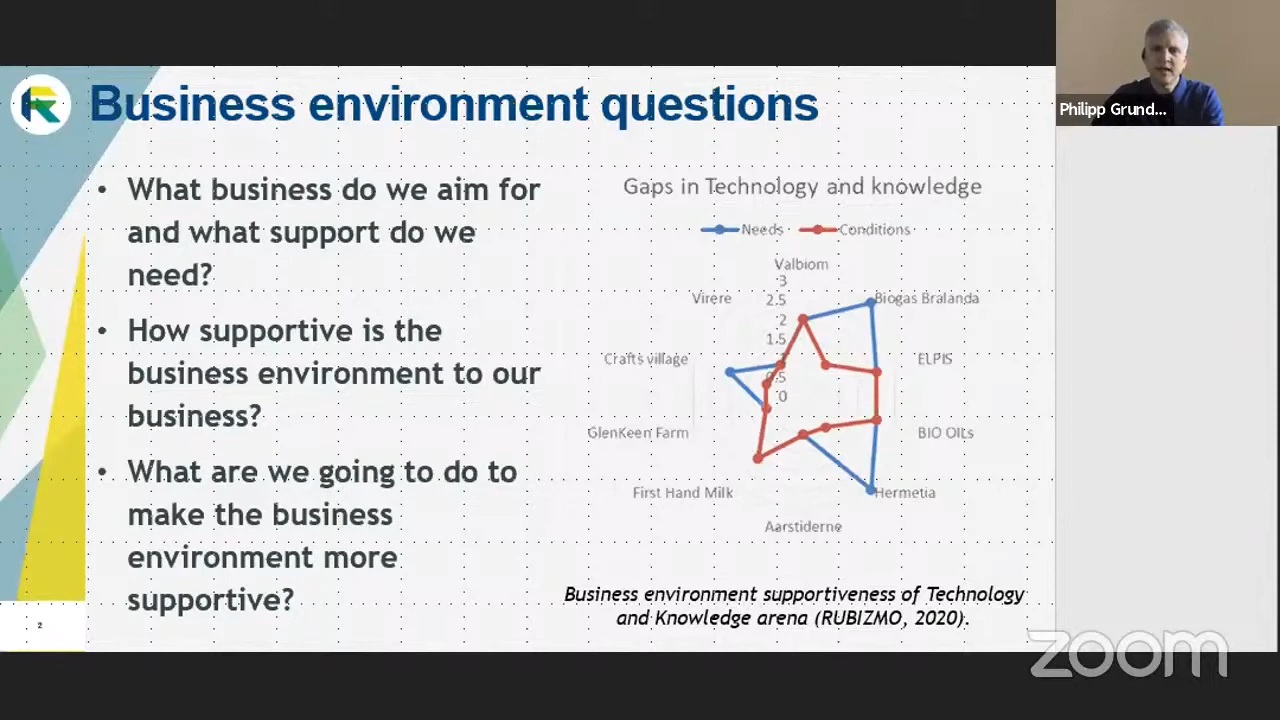 Business environment questions
• What business do we aim for
and what support do we
need?
• How supportive is the
business environment to our
business?
• What are we going to do to
make the business
environment more
supportive?
Gaps in Technology and knowledge
Needs
Conditions
Valbiom
3
2.5
2
1.5
0.5
0
Biogas Bralanda
ELPIS
BIO Oils
Hermetia
Aarstiderne
First Hand Milk
GlenKeen Farm
Crafts village
Virere
Business environment supportiveness of Technology
and Knowledge arena (RUBIZMO, 2020).
2
Philipp Grund...
zoom